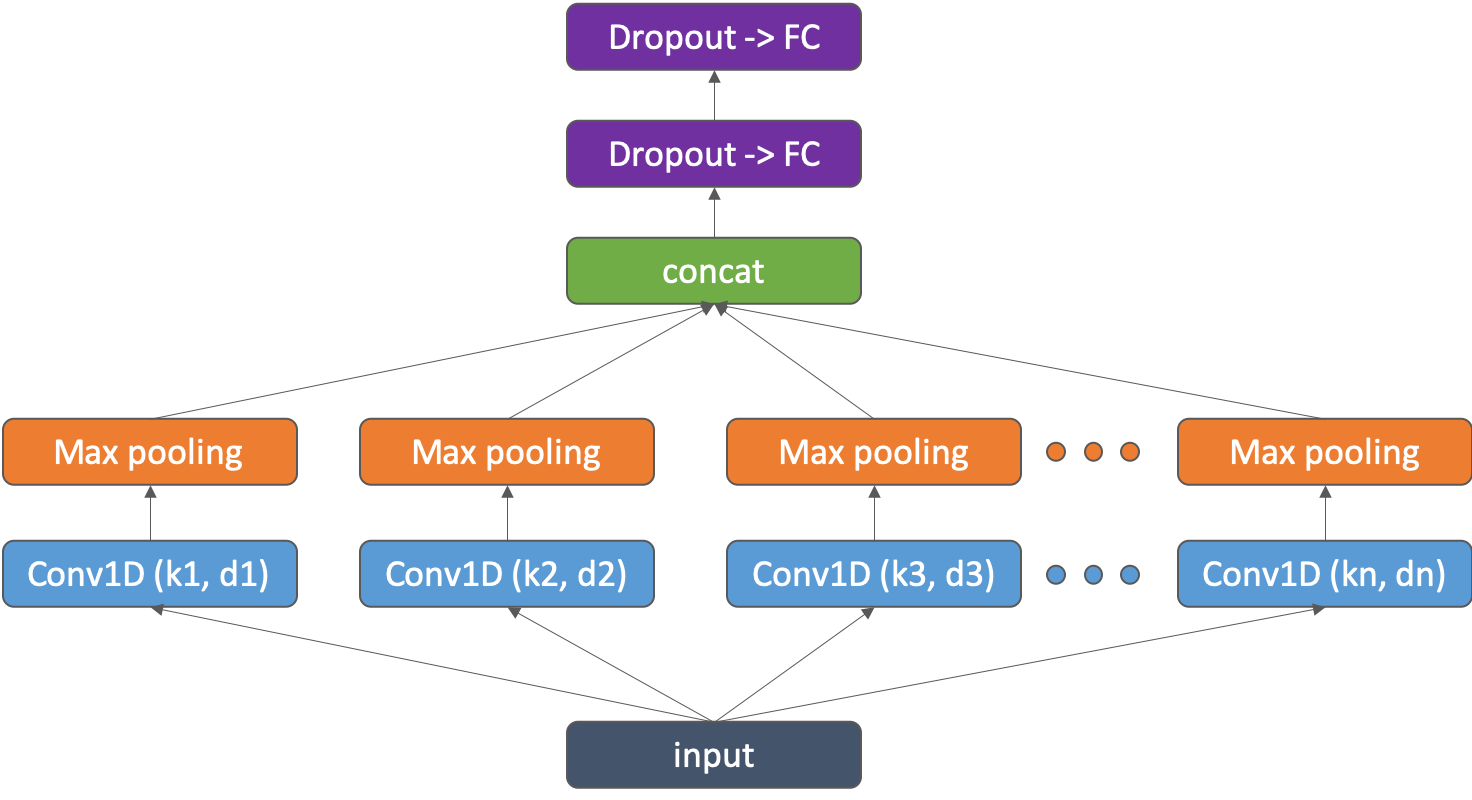 Dropout -> FC
Dropout -> FC
concat
Max pooling
Max pooling
Max pooling
Max pooling
Conv1D (k1, d1)
Conv1D (k2, d2)
Conv1D (k3, d3)
Conv1D (kn, dn)
input